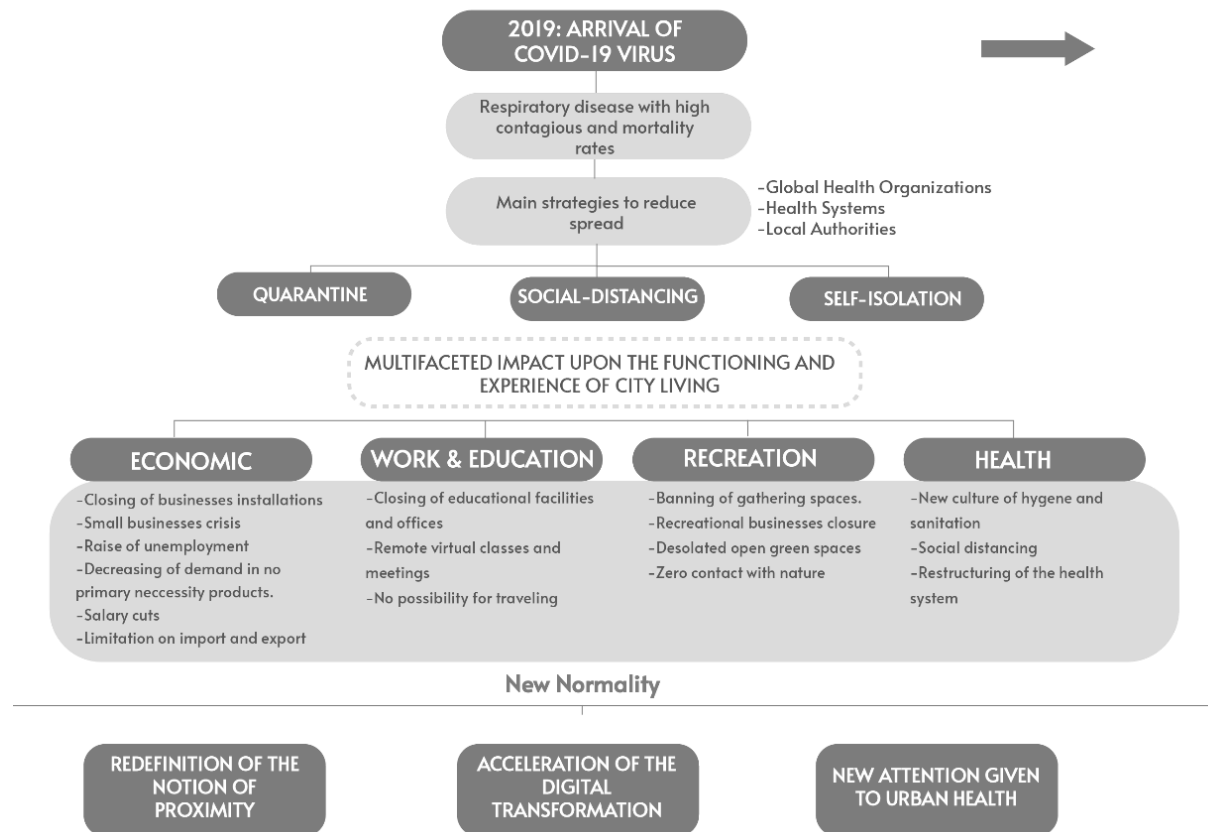 2019: ARRIVAL OF
COVID-19 VIRUS
Respiratory disease with high
contagious and mortality
rates
Main strategies to reduce
spread
-Global Health Organizations
-Health Systems
-Local Authorities
QUARANTINE
SOCIAL-DISTANCING
SELF-ISOLATION
MULTIFACETED IMPACT UPON THE FUNCTIONING AND
EXPERIENCE OF CITY LIVING
ECONOMIC
-Closing of businesses installations
-Small businesses crisis
-Raise of unemployment
-Decreasing of demand in no
primary neccessity products.
-Salary cuts
-Limitation on import and export
WORK & EDUCATION
-Closing of educational facilities
and offices
-Remote virtual classes and
meetings
-No possibility for traveling
RECREATION
-Banning of gathering spaces.
-Recreational businesses closure
-Desolated open green spaces
-Zero contact with nature
HEALTH
-New culture of hygiene and
sanitation
-Social distancing
-Restructuring of the health
system
New Normality
REDEFINITION OF THE
NOTION OF
PROXIMITY
ACCELERATION OF THE
DIGITAL
TRANSFORMATION
NEW ATTENTION GIVEN
TO URBAN HEALTH